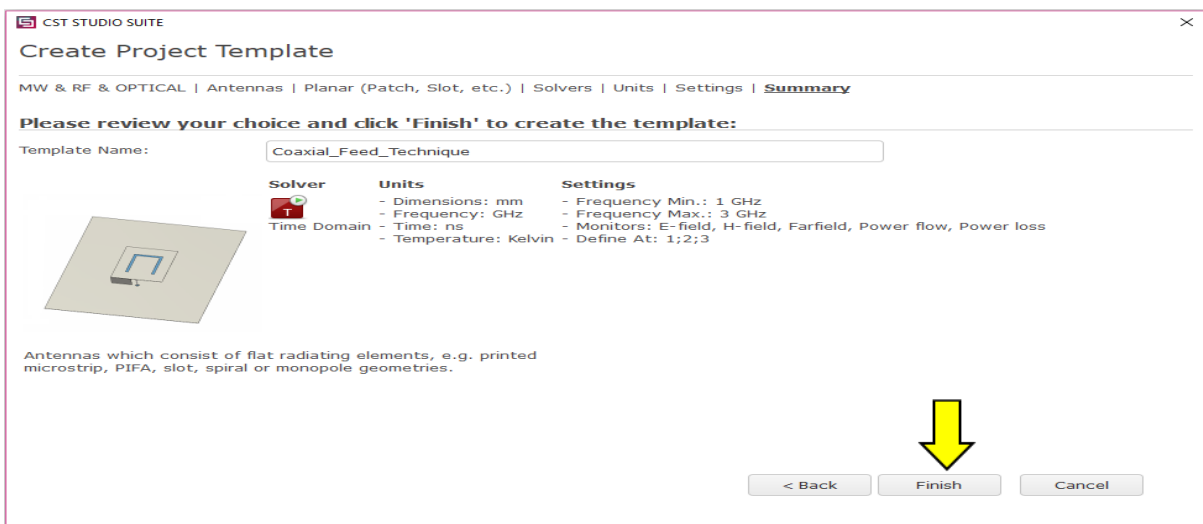 CST STUDIO SUITE
Create Project Template
MW & RF & OPTICAL | Antennas | Planar (Patch, Slot, etc.) | Solvers | Units | Settings | Summary
Please review your choice and click 'Finish' to create the template:
Template Name: Coaxial_Feed_Technique
Solver Units Settings
- Dimensions: mm - Frequency Min.: 1 GHz
T - Frequency: GHz - Frequency Max.: 3 GHz
Time Domain - Time: ns - Monitors: E-field, H-field, Farfield, Power flow, Power loss
- Temperature: Kelvin - Define At: 1;2;3
Antennas which consist of flat radiating elements, e.g. printed
microstrip, PIFA, slot, spiral or monopole geometries.
< Back Finish Cancel